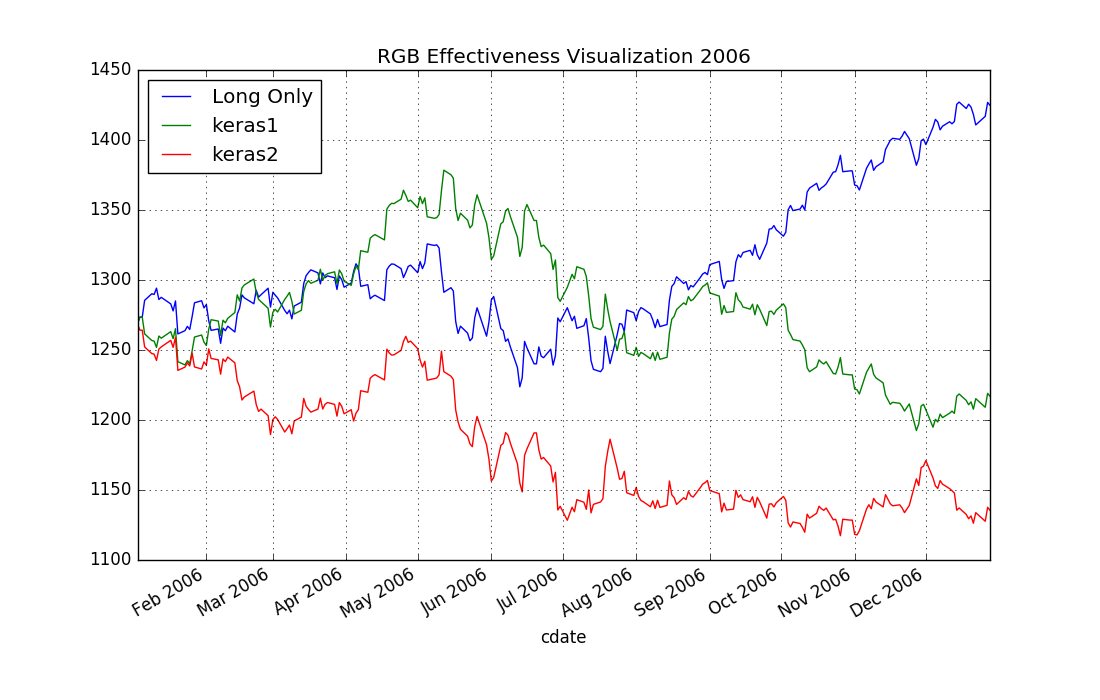 RGB Effectiveness Visualization 2006
1450
1400
1350
1300
1250
1200
1150
1100
Long Only
keras1
keras2
Feb 2006
Mar 2006
Apr 2006
May 2006
Jun 2006
Jul 2006
Aug 2006
Sep 2006
Oct 2006
Nov 2006
Dec 2006
cdate